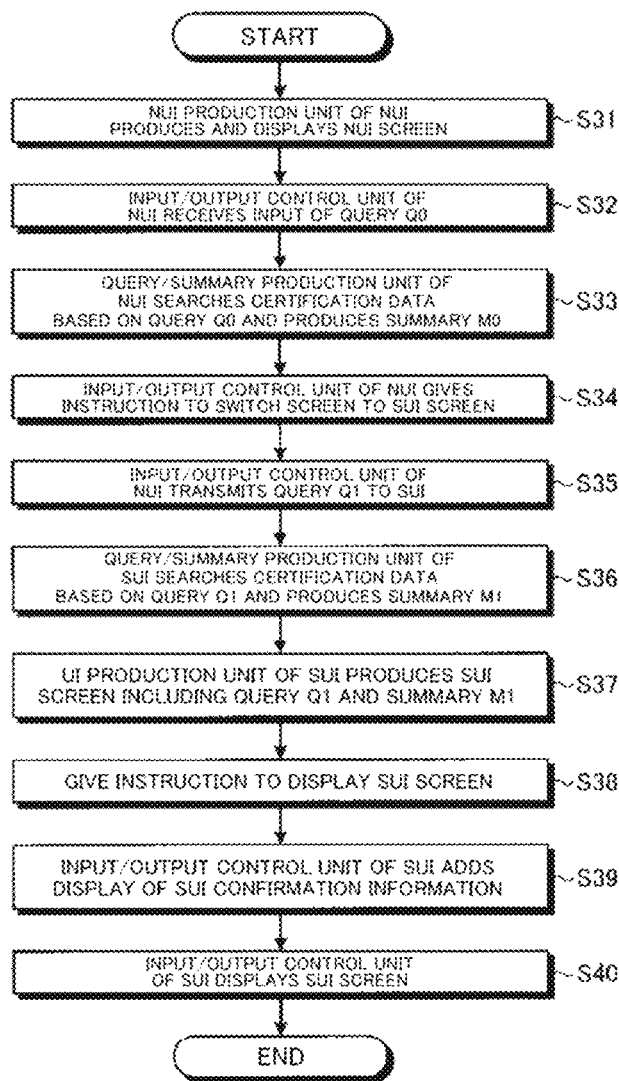 START
NUI PRODUCTION UNIT OF NUI
PRODUCES AND DISPLAYS NUI SCREEN
S31
INPUT/OUTPUT CONTROL UNIT OF
NUI RECEIVES INPUT OF QUERY Q0
S32
QUERY/SUMMARY PRODUCTION UNIT OF
NUI SEARCHES CERTIFICATION DATA
BASED ON QUERY Q0 AND PRODUCES SUMMARY M0
S33
INPUT/OUTPUT CONTROL UNIT OF NUI GIVES
INSTRUCTION TO SWITCH SCREEN TO SUI SCREEN
S34
INPUT/OUTPUT CONTROL UNIT OF
NUI TRANSMITS QUERY Q1 TO SUI
S35
QUERY/SUMMARY PRODUCTION UNIT OF
SUI SEARCHES CERTIFICATION DATA
BASED ON QUERY Q1 AND PRODUCES SUMMARY M1
S36
UI PRODUCTION UNIT OF SUI PRODUCES SUI
SCREEN INCLUDING QUERY Q1 AND SUMMARY M1
S37
GIVE INSTRUCTION TO DISPLAY SUI SCREEN
S38
INPUT/OUTPUT CONTROL UNIT OF SUI ADDS
DISPLAY OF SUI CONFIRMATION INFORMATION
S39
INPUT/OUTPUT CONTROL UNIT
OF SUI DISPLAYS SUI SCREEN
S40
END